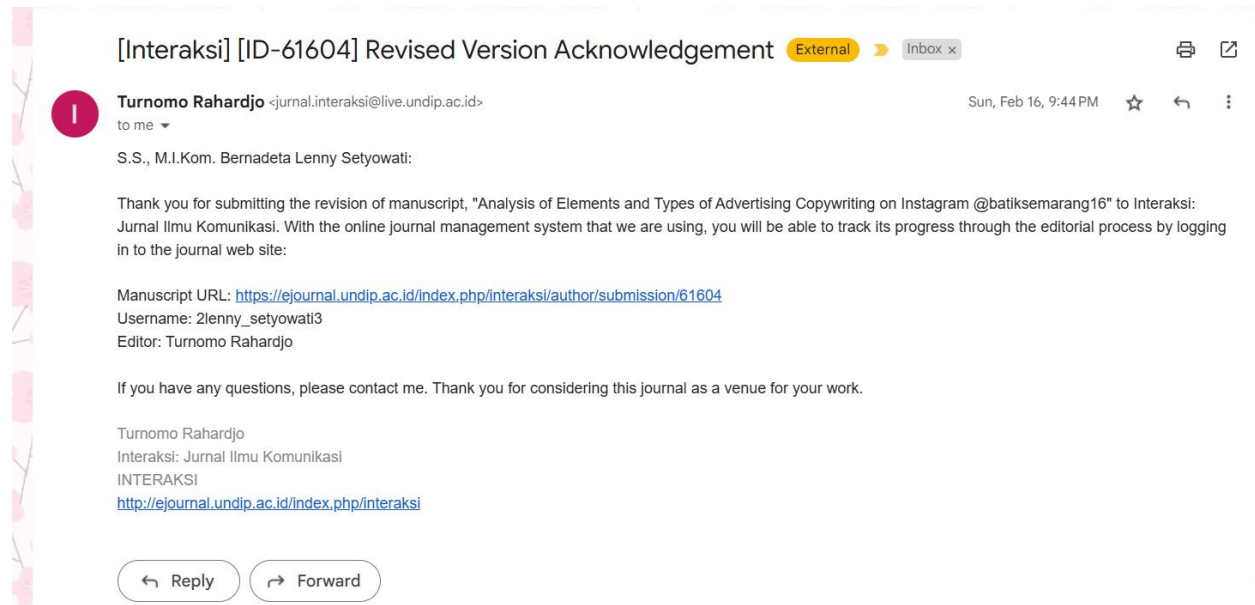 [Interaksi] [ID-61604] Revised Version Acknowledgement External Inbox x
I
Turnomo Rahardjo <jurnal.interaksi@live.undip.ac.id> Sun, Feb 16, 9:44 PM
to me
S.S., M.I.Kom. Bernadeta Lenny Setyowati:
Thank you for submitting the revision of manuscript, "Analysis of Elements and Types of Advertising Copywriting on Instagram @batiksemarang16" to Interaksi:
Jurnal Ilmu Komunikasi. With the online journal management system that we are using, you will be able to track its progress through the editorial process by logging
in to the journal web site:
Manuscript URL: https://ejournal.undip.ac.id/index.php/interaksi/author/submission/61604
Username: 2lenny_setyowati3
Editor: Turnomo Rahardjo
If you have any questions, please contact me. Thank you for considering this journal as a venue for your work.
Turnomo Rahardjo
Interaksi: Jurnal Ilmu Komunikasi
INTERAKSI
http://ejournal.undip.ac.id/index.php/interaksi
Reply Forward